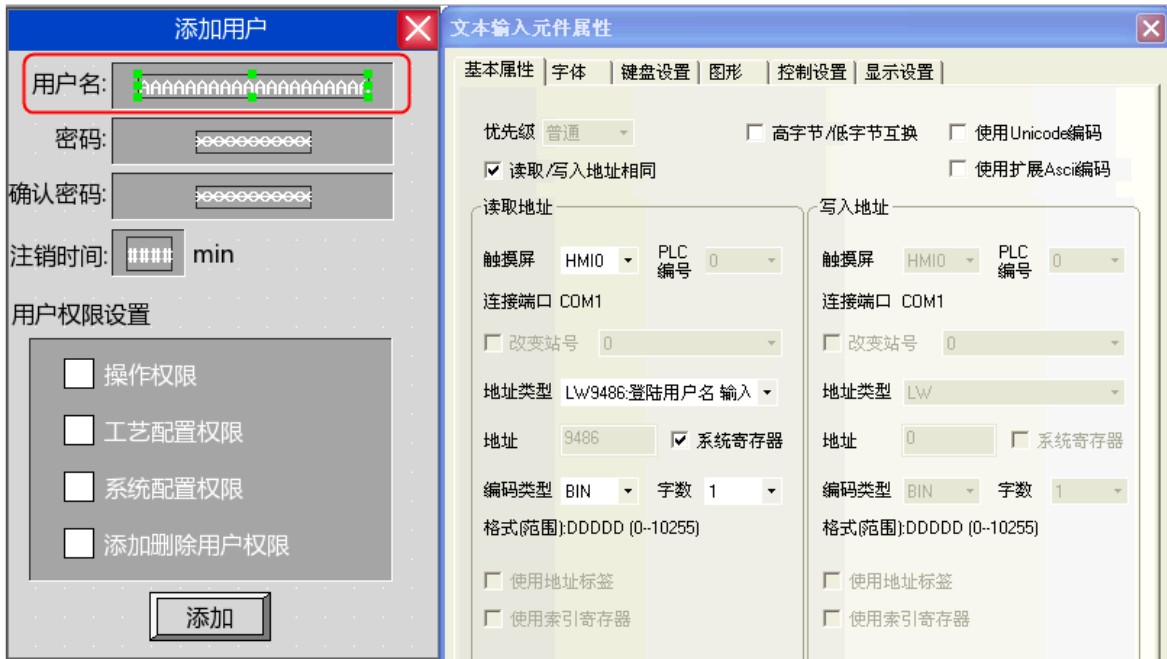 添加用户
用户名: AAAAAAAAAAAAAAAAAAAA
密码: **********
确认密码: **********
注销时间: #### min
用户权限设置
操作权限
工艺配置权限
系统配置权限
添加删除用户权限
添加
文本输入元件属性
基本属性 字体 键盘设置 图形 控制设置 显示设置
优先级 普通 高字节/低字节互换 使用Unicode编码
读取/写入地址相同 使用扩展Ascii编码
读取地址
触摸屏 HMI0 PLC编号 0
连接端口 COM1
改变站号 0
地址类型 LW9486:登陆用户名 输入
地址 9486 系统寄存器
编码类型 BIN 字数 1
格式(范围):DDDDD (0--10255)
使用地址标签
使用索引寄存器
写入地址
触摸屏 HMI0 PLC编号 0
连接端口 COM1
改变站号 0
地址类型 LW
地址 0 系统寄存器
编码类型 BIN 字数 1
格式(范围):DDDDD (0--10255)
使用地址标签
使用索引寄存器